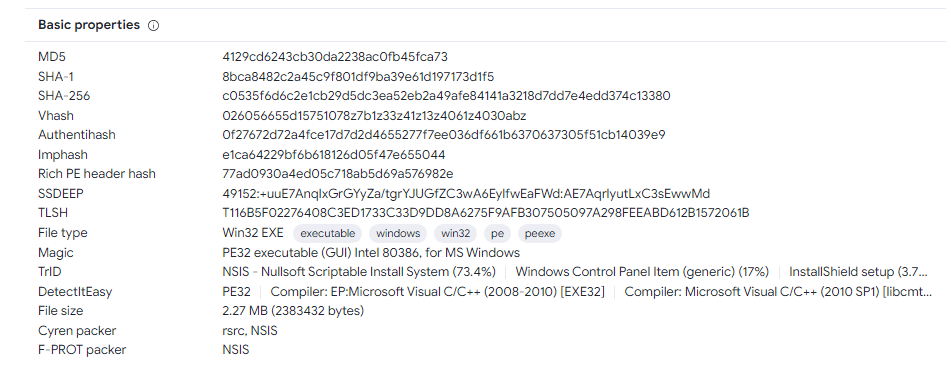 Basic properties
MD5 4129cd6243cb30da2238ac0fb45fca73
SHA-1 8bca8482c2a45c9f801df9ba39e61d197173d1f5
SHA-256 c0535f6d6c2e1cb29d5dc3ea52eb2a49afe84141a3218d7dd7e4edd374c13380
Vhash 026056655d15751078z7b1z33z41z13z4061z4030abz
Authentihash 0f27672d72a4fce17d7d2d4655277f7ee036df661b6370637305f51cb14039e9
Imphash e1ca64229bf6b618126d05f47e655044
Rich PE header hash 77ad0930a4ed05c718ab5d69a576982e
SSDEEP 49152:+uuE7AnqIxGrGYyZa/tgrYJUGfZC3wA6EyIfwEaFWd:AE7AqrIyutLxC3sEwwMd
TLSH T116B5F02276408C3ED1733C33D9DD8A6275F9AFB307505097A298FEEABD612B1572061B
File type Win32 EXE executable windows win32 pe peexe
Magic PE32 executable (GUI) Intel 80386, for MS Windows
TrID NSIS - Nullsoft Scriptable Install System (73.4%) Windows Control Panel Item (generic) (17%) InstallShield setup (3.7...
DetectItEasy PE32 Compiler: EP:Microsoft Visual C/C++ (2008-2010) [EXE32] Compiler: Microsoft Visual C/C++ (2010 SP1) [libcmt...
File size 2.27 MB (2383432 bytes)
Cyren packer rsrc, NSIS
F-PROT packer NSIS